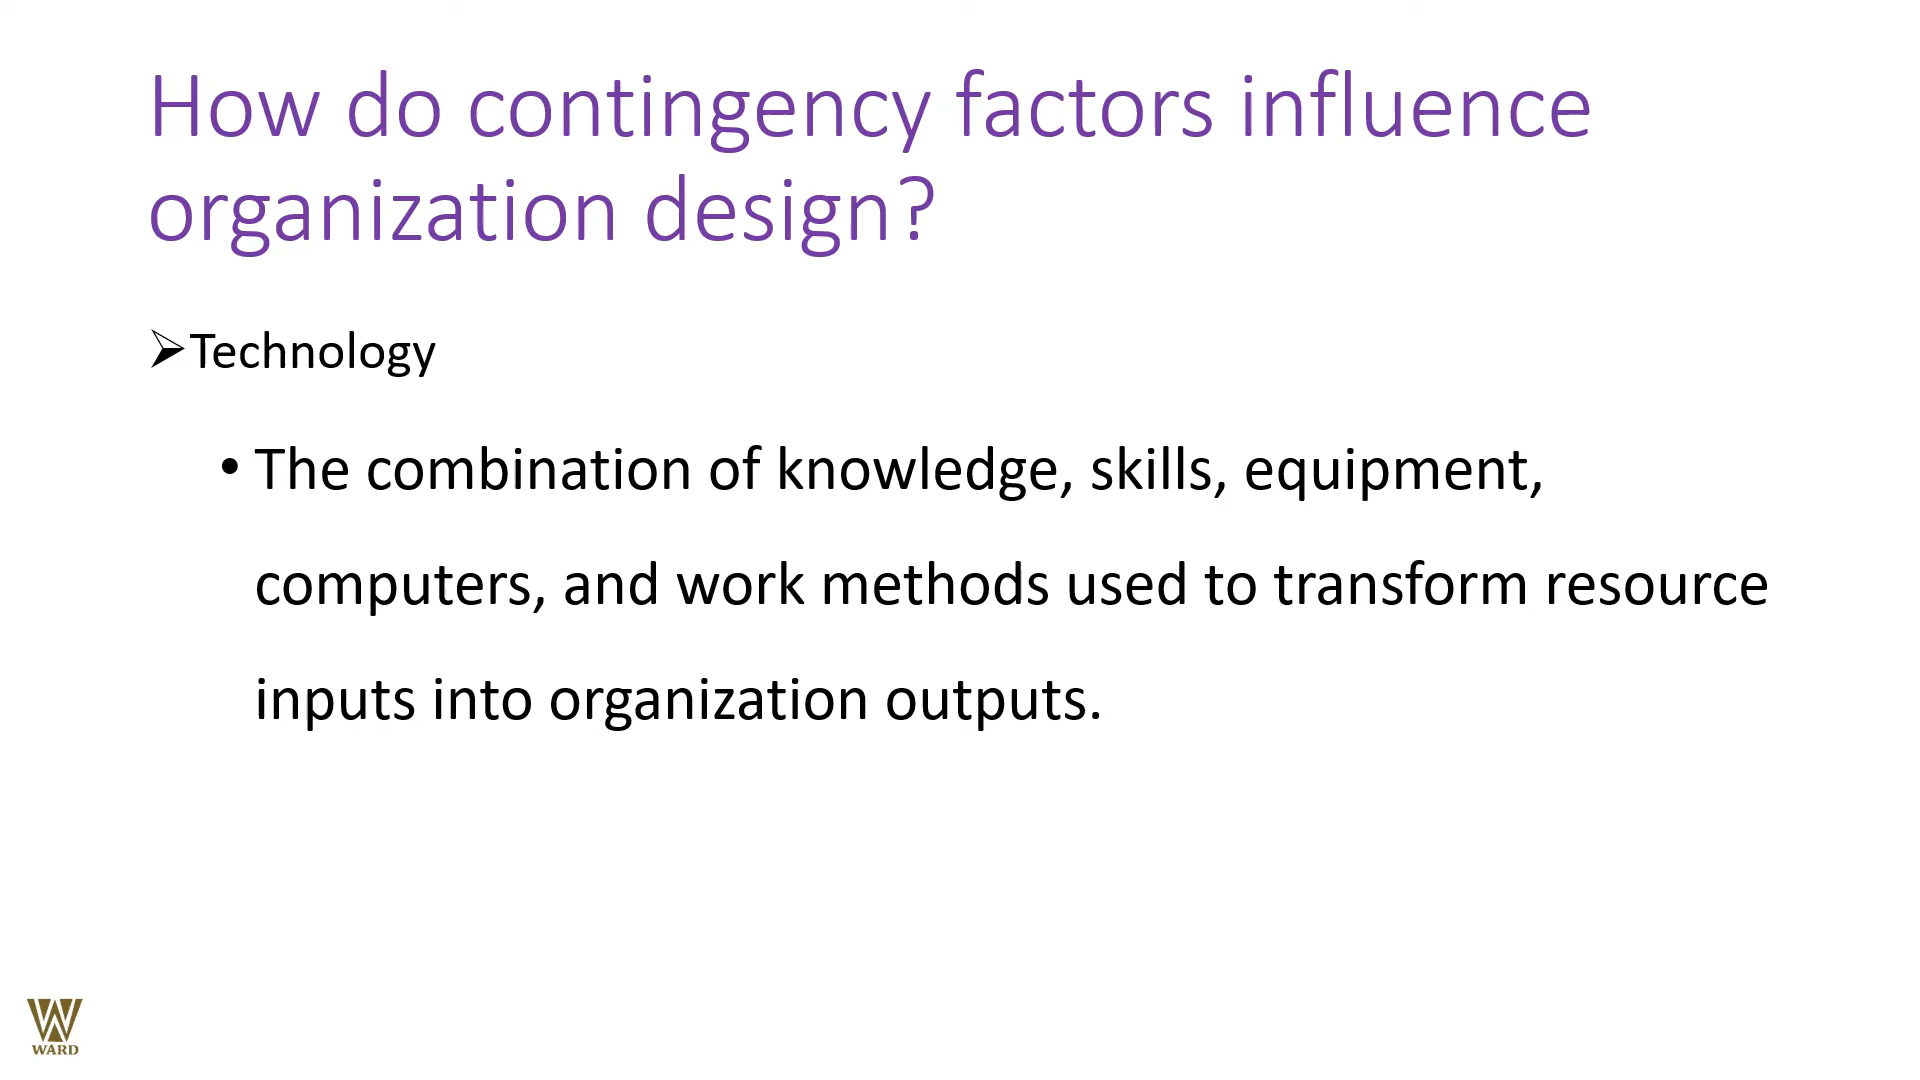 How do contingency factors influence
organization design?
➢Technology
• The combination of knowledge, skills, equipment,
computers, and work methods used to transform resource
inputs into organization outputs.
WARD